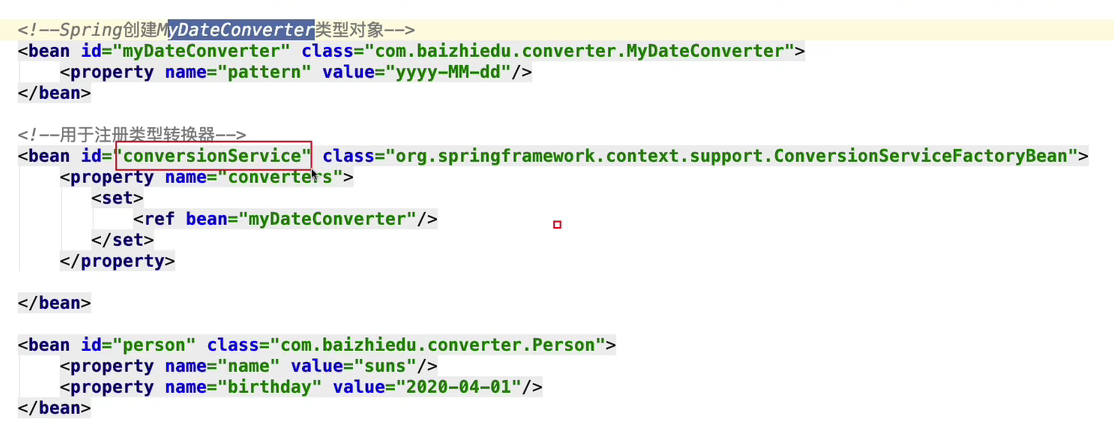 <!--Spring创建MyDateConverter类型对象-->
<bean id="myDateConverter" class="com.baizhiedu.converter.MyDateConverter">
<property name="pattern" value="yyyy-MM-dd"/>
</bean>
<!--用于注册类型转换器-->
<bean id="conversionService" class="org.springframework.context.support.ConversionServiceFactoryBean">
<property name="converters">
<set>
<ref bean="myDateConverter"/>
</set>
</property>
</bean>
<bean id="person" class="com.baizhiedu.converter.Person">
<property name="name" value="suns"/>
<property name="birthday" value="2020-04-01"/>
</bean>